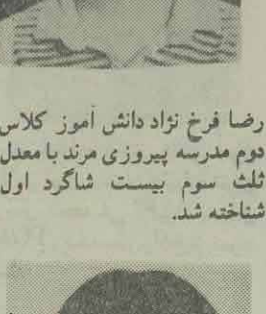 رضا فرخ نژاد دانش آموز کلاس
دوم مدرسه پیروزی مرند با معدل
ثلث سوم بیست شاگرد اول
شناخته شد.